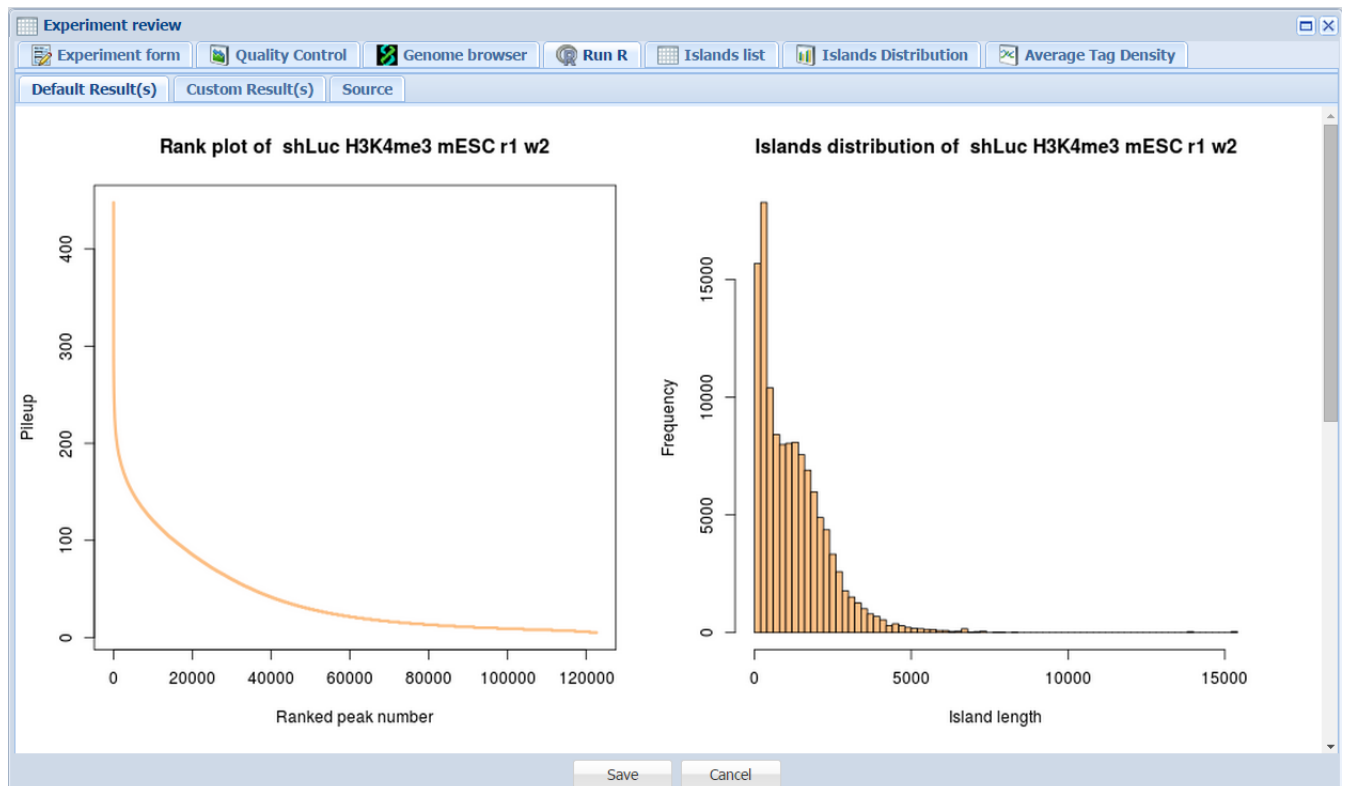 Experiment review
Experiment form Quality Control Genome browser Run R Islands list Islands Distribution Average Tag Density
Default Result(s) Custom Result(s) Source
Rank plot of shLuc H3K4me3 mESC r1 w2
Pileup
400
300
200
100
0
0 20000 40000 60000 80000 100000 120000
Ranked peak number
Islands distribution of shLuc H3K4me3 mESC r1 w2
Frequency
15000
10000
5000
0
0 5000 10000 15000
Island length
Save Cancel